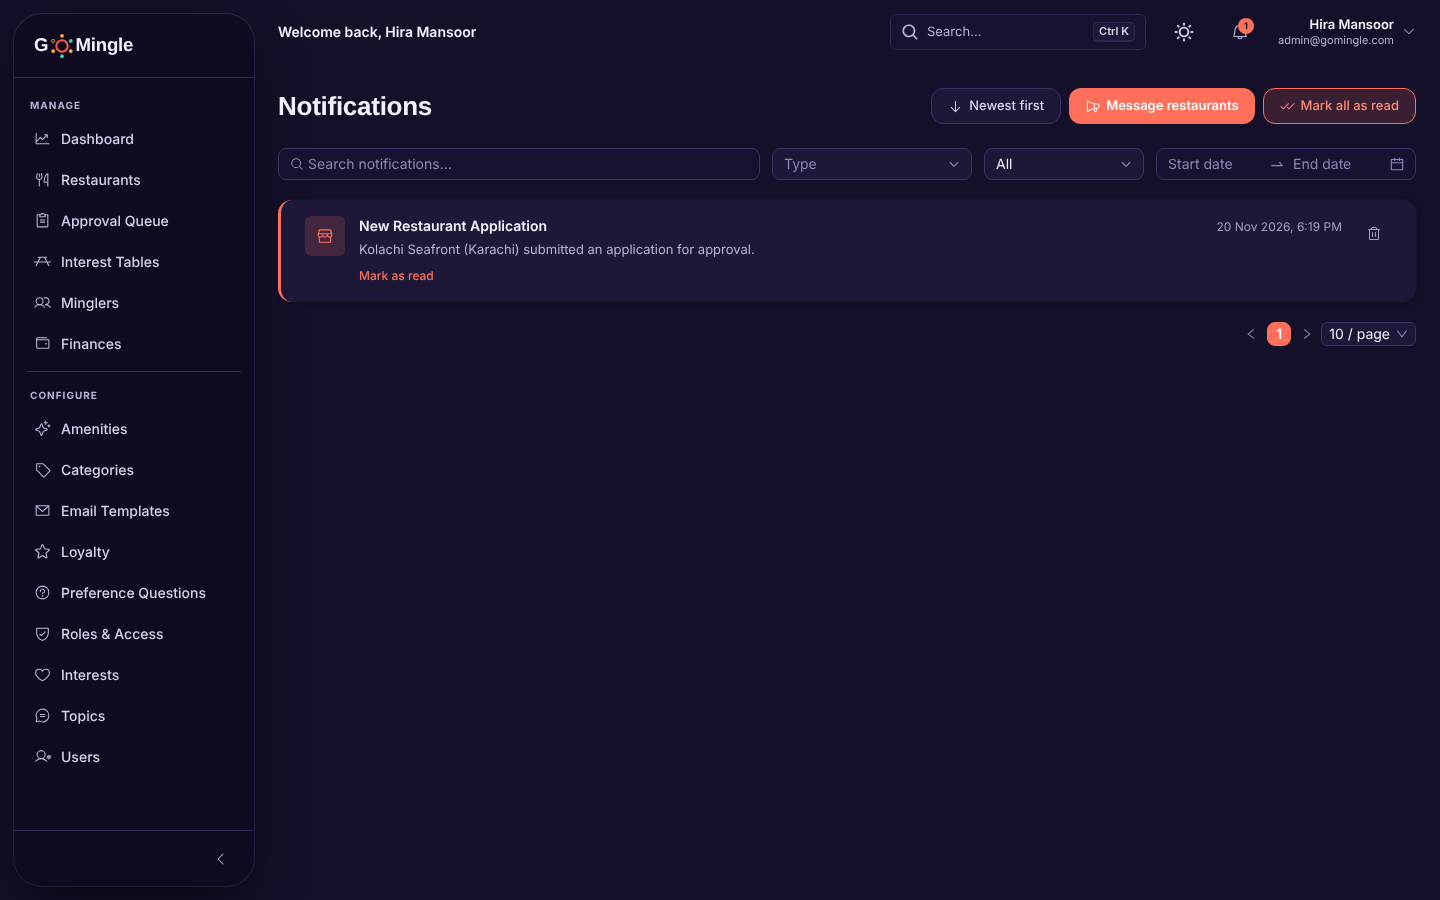 G Mingle
Welcome back, Hira Mansoor
Search...
Ctrl K
1
Hira Mansoor
admin@gomingle.com
MANAGE
Dashboard
Restaurants
Approval Queue
Interest Tables
Minglers
Finances
CONFIGURE
Amenities
Categories
Email Templates
Loyalty
Preference Questions
Roles & Access
Interests
Topics
Users
Notifications
Newest first
Message restaurants
Mark all as read
Search notifications...
Type
All
Start date
End date
New Restaurant Application
20 Nov 2026, 6:19 PM
Kolachi Seafront (Karachi) submitted an application for approval.
Mark as read
1
10 / page